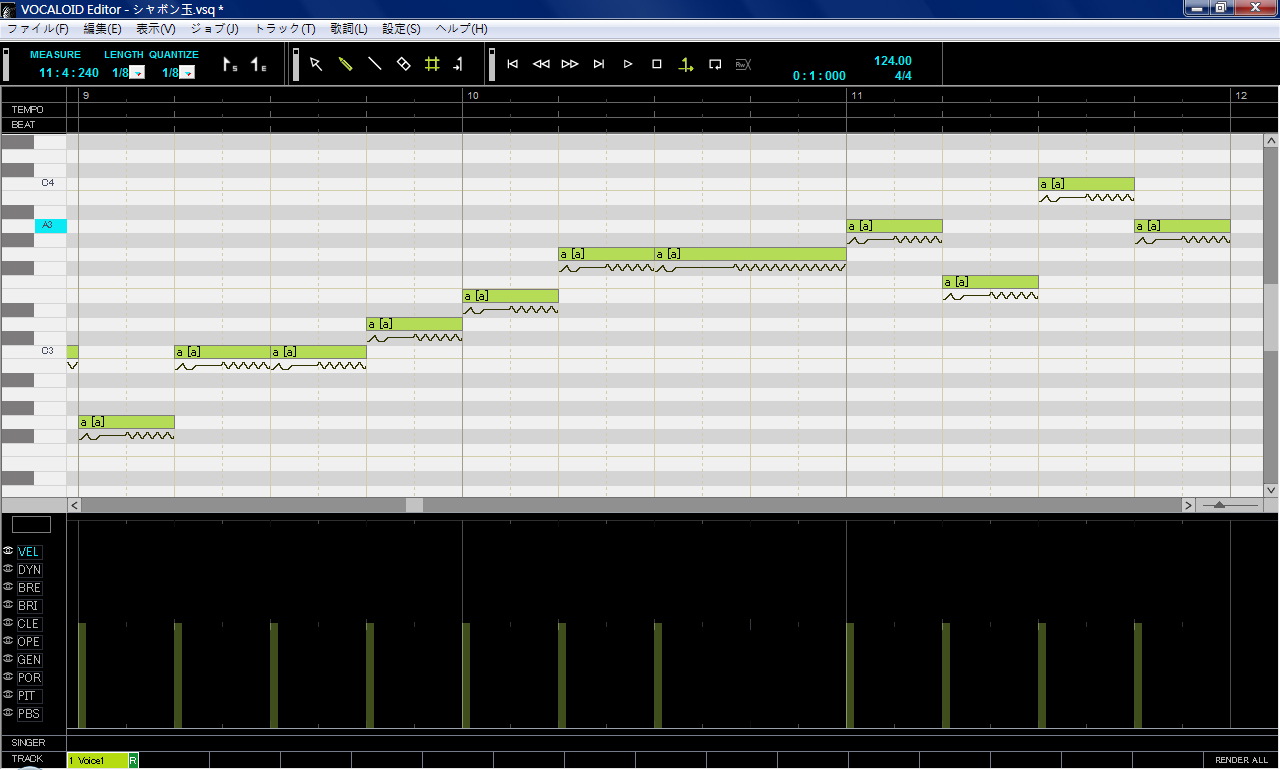 VOCALOID Editor - シャボン玉.vsq *
ファイル(F) 編集(E) 表示(V) ジョブ(J) トラック(T) 歌詞(L) 設定(S) ヘルプ(H)
MEASURE LENGTH QUANTIZE
11 : 4 : 240 1/8 1/8
S E
124.00
0 : 1 : 000 4/4
9 10 11 12
TEMPO
BEAT
C4 a [a]
A3 a [a] a [a]
a [a] a [a]
a [a]
a [a]
a [a]
C3 a [a] a [a]
a [a]
VEL
DYN
BRE
BRI
CLE
OPE
GEN
POR
PIT
PBS
SINGER
TRACK 1 Voice1 R RENDER ALL